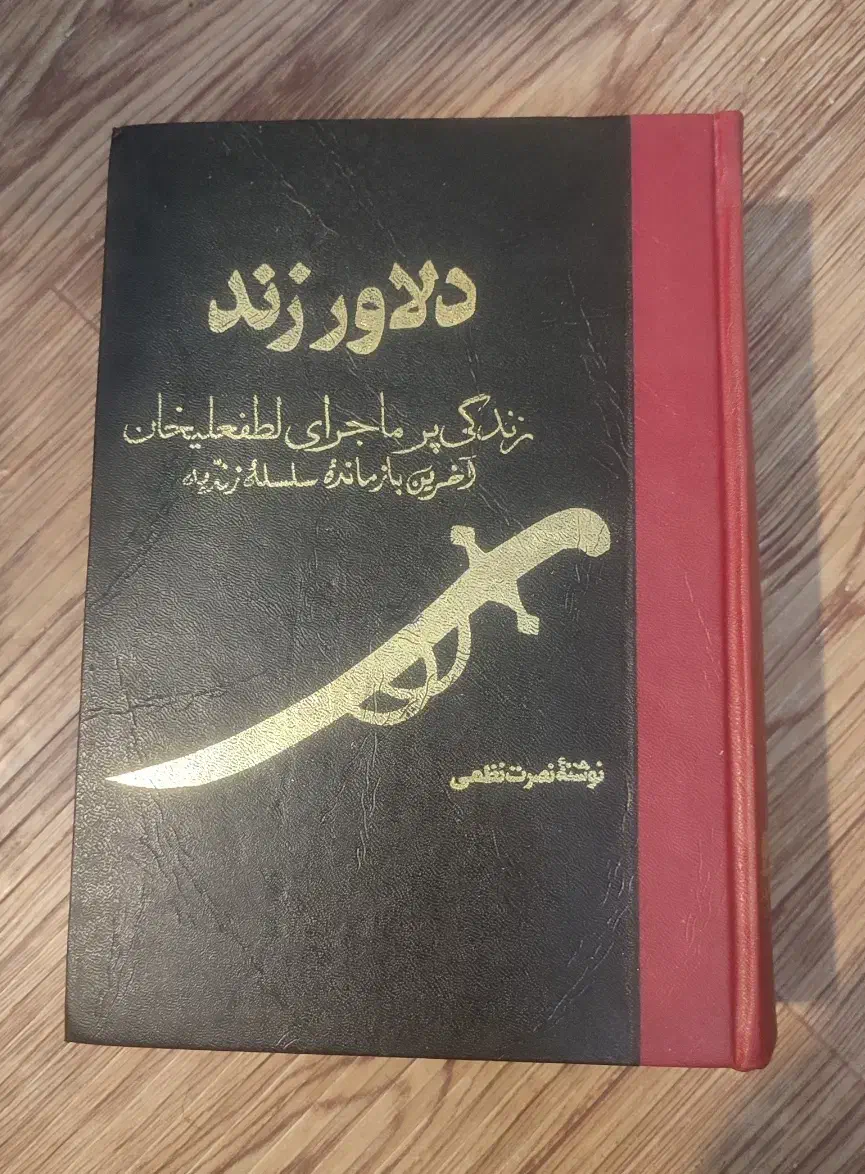 دلاور زند
زندگی پر ماجرای لطفعلیخان
آخرین بازماندهٔ سلسلهٔ زندیه
نوشتهٔ نصرت نظمی